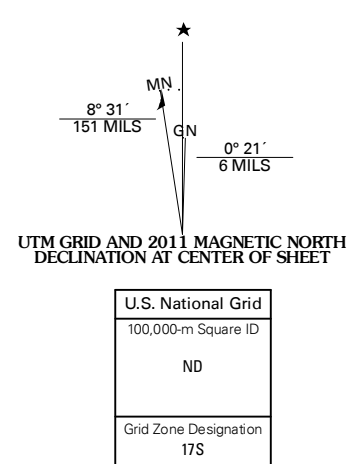 MN
8° 31´
151 MILS
GN
0° 21´
6 MILS
UTM GRID AND 2011 MAGNETIC NORTH
DECLINATION AT CENTER OF SHEET
U.S. National Grid
100,000-m Square ID
ND
Grid Zone Designation
17S